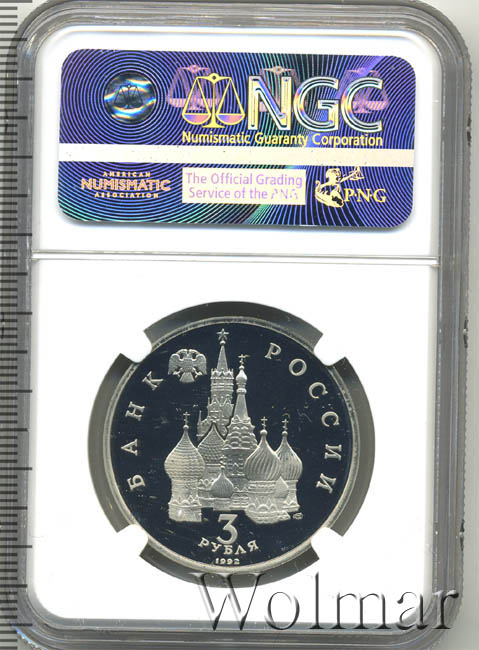 NGC
Numismatic Guaranty Corporation
AMERICAN
NUMISMATIC
ASSOCIATION
The Official Grading
Service of the PNG
PNG
БАНК РОССИИ
3
РУБЛЯ
1992
Wolmar